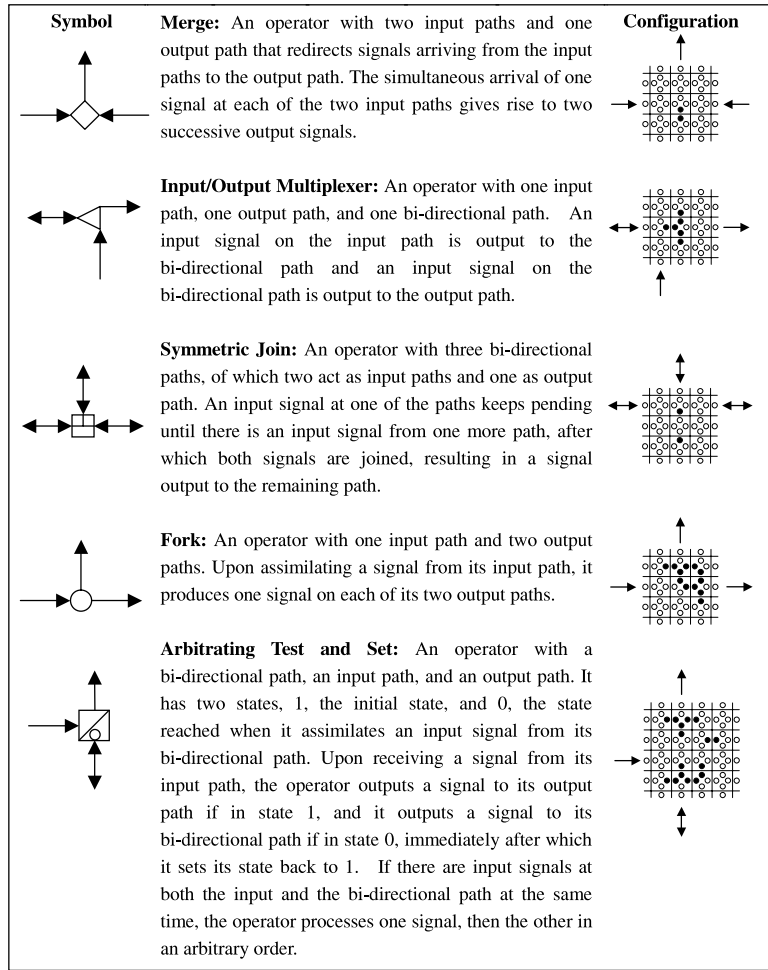 Symbol
Merge: An operator with two input paths and one
output path that redirects signals arriving from the input
paths to the output path. The simultaneous arrival of one
signal at each of the two input paths gives rise to two
successive output signals.
Configuration
Input/Output Multiplexer: An operator with one input
path, one output path, and one bi-directional path. An
input signal on the input path is output to the
bi-directional path and an input signal on the
bi-directional path is output to the output path.
Symmetric Join: An operator with three bi-directional
paths, of which two act as input paths and one as output
path. An input signal at one of the paths keeps pending
until there is an input signal from one more path, after
which both signals are joined, resulting in a signal
output to the remaining path.
Fork: An operator with one input path and two output
paths. Upon assimilating a signal from its input path, it
produces one signal on each of its two output paths.
Arbitrating Test and Set: An operator with a
bi-directional path, an input path, and an output path. It
has two states, 1, the initial state, and 0, the state
reached when it assimilates an input signal from its
bi-directional path. Upon receiving a signal from its
input path, the operator outputs a signal to its output
path if in state 1, and it outputs a signal to its
bi-directional path if in state 0, immediately after which
it sets its state back to 1. If there are input signals at
both the input and the bi-directional path at the same
time, the operator processes one signal, then the other in
an arbitrary order.